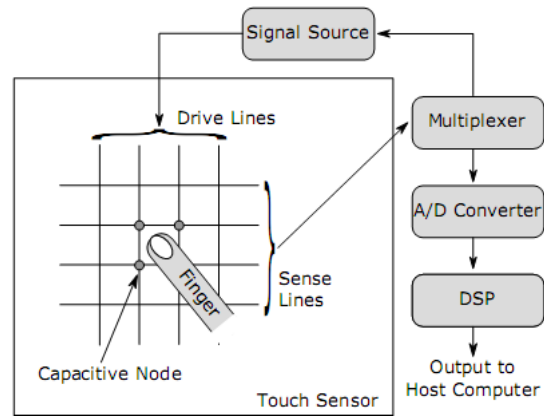 Signal Source
Drive Lines
Multiplexer
A/D Converter
Sense
Lines
Finger
DSP
Capacitive Node
Output to
Host Computer
Touch Sensor